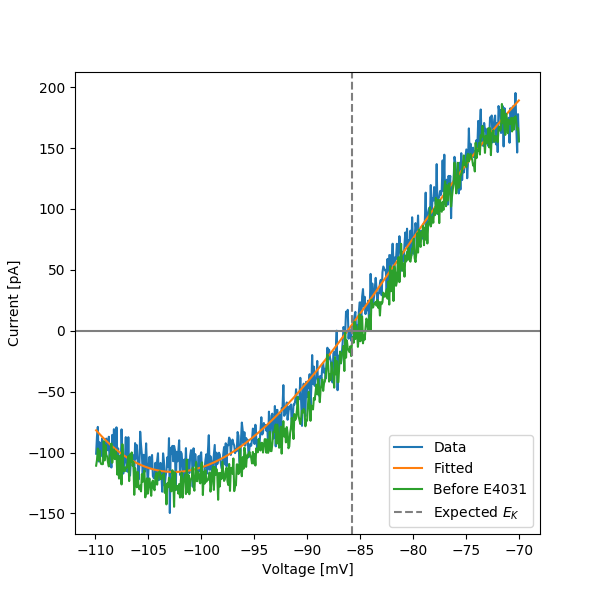 200
150
100
50
0
−50
−100
−150
Current [pA]
−110 −105 −100 −95 −90 −85 −80 −75 −70
Voltage [mV]
Data
Fitted
Before E4031
Expected $E_K$